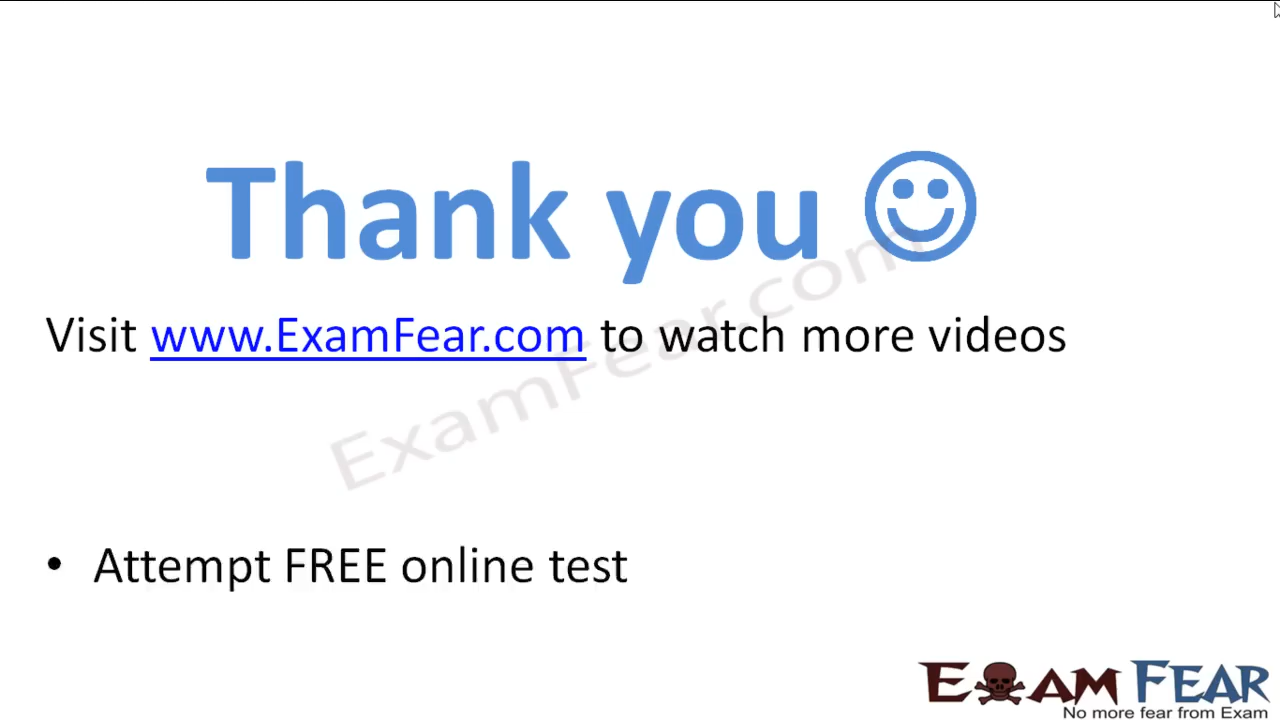 Thank you
Visit www.ExamFear.com to watch more videos
ExamFear.com
• Attempt FREE online test
EXAM FEAR
No more fear from Exam